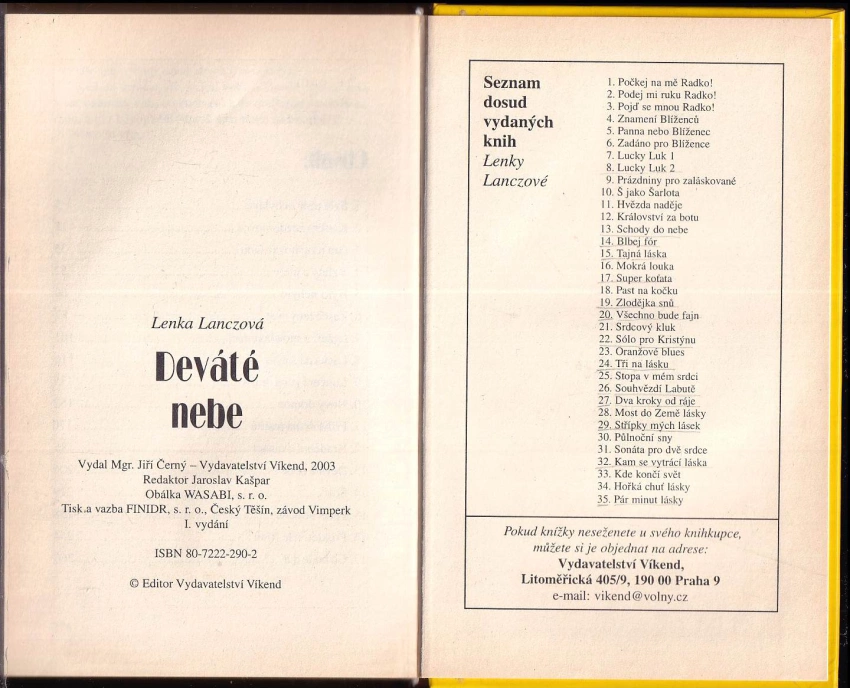 Lenka Lanczová
Deváté
nebe
Vydal Mgr. Jiří Černý – Vydavatelství Víkend, 2003
Redaktor Jaroslav Kašpar
Obálka WASABI, s. r. o.
Tisk.a vazba FINIDR, s. r. o., Český Těšín, závod Vimperk
I. vydání
ISBN 80-7222-290-2
© Editor Vydavatelství Víkend
Seznam
dosud
vydaných
knih
Lenky
Lanczové
1. Počkej na mě Radko!
2. Podej mi ruku Radko!
3. Pojď se mnou Radko!
4. Znamení Blíženců
5. Panna nebo Blíženec
6. Zadáno pro Blížence
7. Lucky Luk 1
8. Lucky Luk 2
9. Prázdniny pro zaláskované
10. Š jako Šarlota
11. Hvězda naděje
12. Království za botu
13. Schody do nebe
14. Blbej fór
15. Tajná láska
16. Mokrá louka
17. Super koťata
18. Past na kočku
19. Zlodějka snů
20. Všechno bude fajn
21. Srdcový kluk
22. Sólo pro Kristýnu
23. Oranžové blues
24. Tři na lásku
25. Stopa v mém srdci
26. Souhvězdí Labutě
27. Dva kroky od ráje
28. Most do Země lásky
29. Střípky mých lásek
30. Půlnoční sny
31. Sonáta pro dvě srdce
32. Kam se vytrácí láska
33. Kde končí svět
34. Hořká chuť lásky
35. Pár minut lásky
Pokud knížky neseženete u svého knihkupce,
můžete si je objednat na adrese:
Vydavatelství Víkend,
Litoměřická 405/9, 190 00 Praha 9
e-mail: vikend@volny.cz